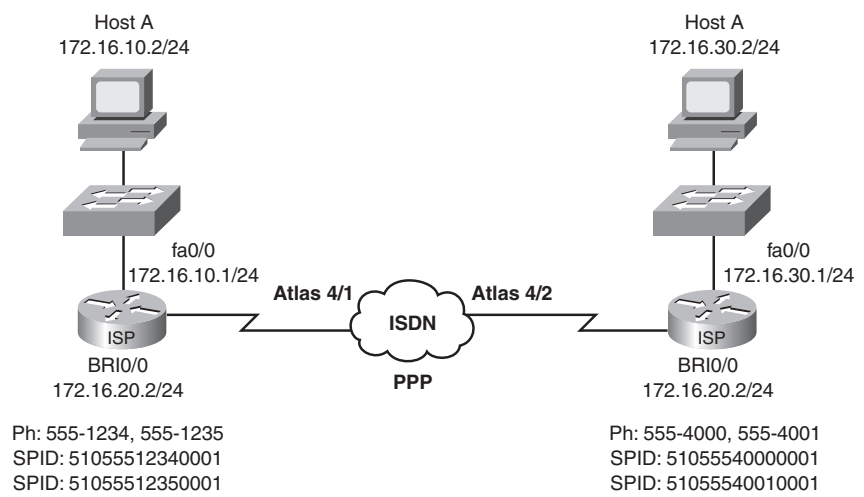 Host A
172.16.10.2/24
Host A
172.16.30.2/24
fa0/0
172.16.10.1/24
fa0/0
172.16.30.1/24
Atlas 4/1
Atlas 4/2
ISDN
PPP
ISP
ISP
BRI0/0
172.16.20.2/24
BRI0/0
172.16.20.2/24
Ph: 555-1234, 555-1235
SPID: 51055512340001
SPID: 51055512350001
Ph: 555-4000, 555-4001
SPID: 51055540000001
SPID: 51055540010001